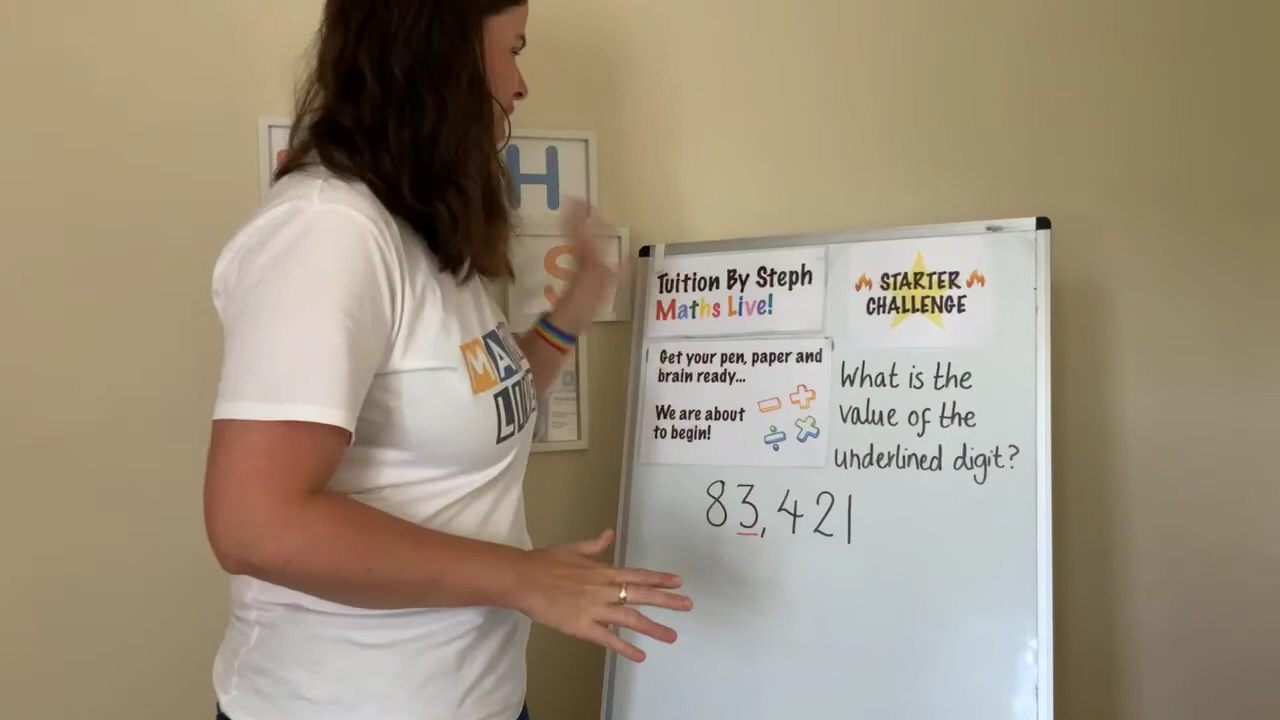 H
S
Tuition By Steph
Maths Live!
Get your pen, paper and
brain ready...
We are about
to begin!
STARTER
CHALLENGE
What is the
value of the
underlined digit?
83,421